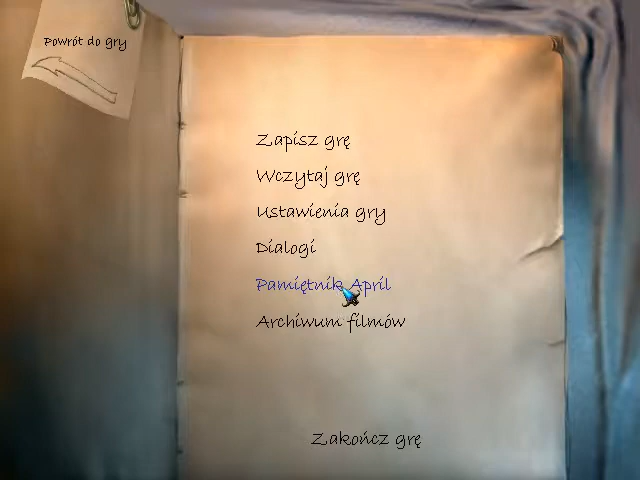 Powrót do gry
Zapisz grę
Wczytaj grę
Ustawienia gry
Dialogi
Pamiętnik April
Archiwum filmów
Zakończ grę